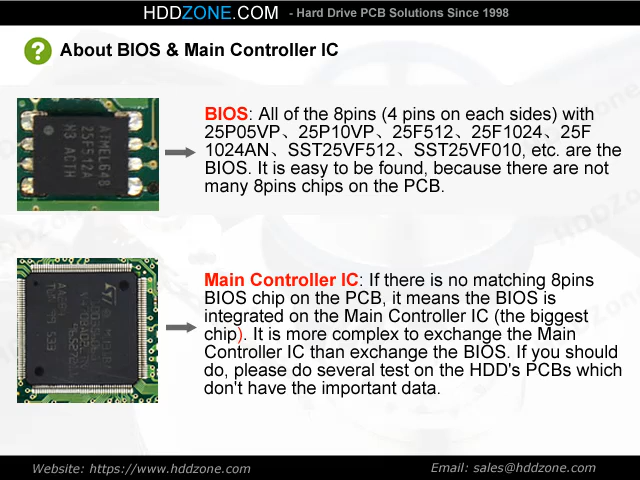 HDDZONE.COM - Hard Drive PCB Solutions Since 1998
? About BIOS & Main Controller IC
ATMEL648
25F512A
N3 ACTH
BIOS: All of the 8pins (4 pins on each sides) with
25P05VP、25P10VP、25F512、25F1024、25F
1024AN、SST25VF512、SST25VF010, etc. are the
BIOS. It is easy to be found, because there are not
many 8pins chips on the PCB.
Main Controller IC: If there is no matching 8pins
BIOS chip on the PCB, it means the BIOS is
integrated on the Main Controller IC (the biggest
chip). It is more complex to exchange the Main
Controller IC than exchange the BIOS. If you should
do, please do several test on the HDD's PCBs which
don't have the important data.
Website: https://www.hddzone.com Email: sales@hddzone.com